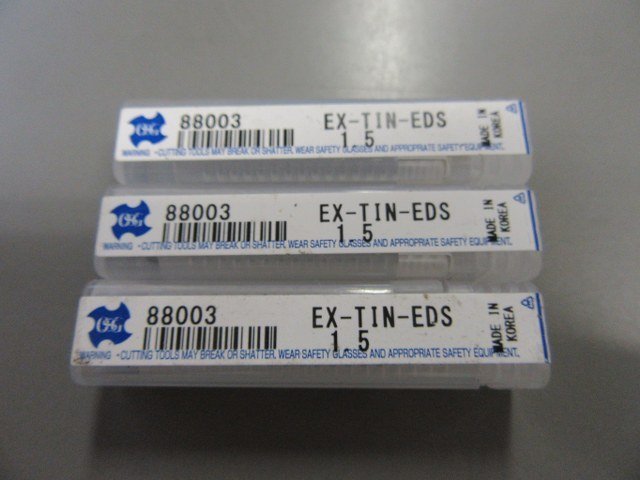 OSG 88003 EX-TIN-EDS MADE IN KOREA
1.5
WARNING •CUTTING TOOLS MAY BREAK OR SHATTER. WEAR SAFETY GLASSES AND APPROPRIATE SAFETY EQUIPMENT.
OSG 88003 EX-TIN-EDS MADE IN KOREA
1.5
WARNING •CUTTING TOOLS MAY BREAK OR SHATTER. WEAR SAFETY GLASSES AND APPROPRIATE SAFETY EQUIPMENT.
OSG 88003 EX-TIN-EDS MADE IN KOREA
1.5
WARNING •CUTTING TOOLS MAY BREAK OR SHATTER. WEAR SAFETY GLASSES AND APPROPRIATE SAFETY EQUIPMENT.